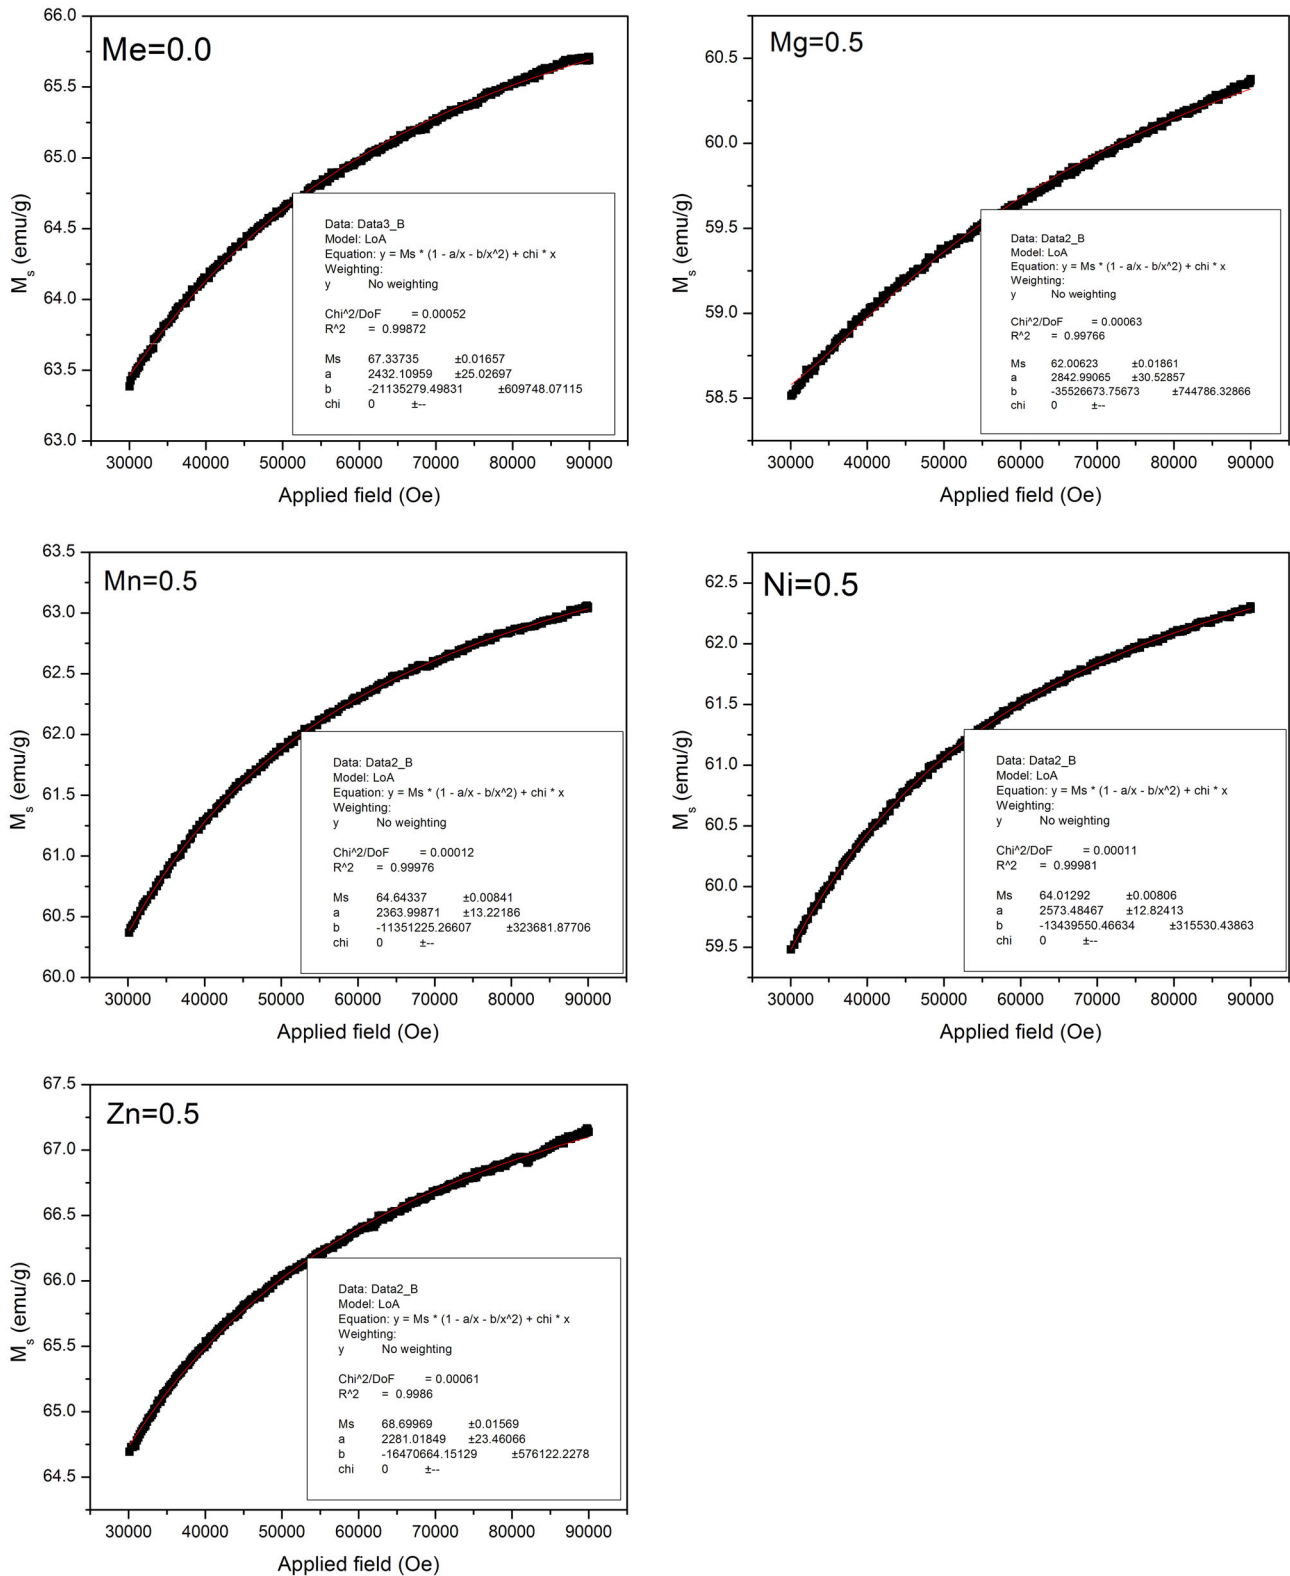 Me=0.0
66.0
65.5
65.0
64.5
64.0
63.5
63.0
M_s (emu/g)
Data: Data3_B
Model: LoA
Equation: y = Ms * (1 - a/x - b/x^2) + chi * x
Weighting:
y No weighting
Chi^2/DoF = 0.00052
R^2 = 0.99872
Ms 67.33735 ±0.01657
a 2432.10959 ±25.02697
b -21135279.49831 ±609748.07115
chi 0 ±--
30000 40000 50000 60000 70000 80000 90000
Applied field (Oe)
Mg=0.5
60.5
60.0
59.5
59.0
58.5
M_s (emu/g)
Data: Data2_B
Model: LoA
Equation: y = Ms * (1 - a/x - b/x^2) + chi * x
Weighting:
y No weighting
Chi^2/DoF = 0.00063
R^2 = 0.99766
Ms 62.00623 ±0.01861
a 2842.99065 ±30.52857
b -35526673.75673 ±744786.32866
chi 0 ±--
30000 40000 50000 60000 70000 80000 90000
Applied field (Oe)
Mn=0.5
63.5
63.0
62.5
62.0
61.5
61.0
60.5
60.0
M_s (emu/g)
Data: Data2_B
Model: LoA
Equation: y = Ms * (1 - a/x - b/x^2) + chi * x
Weighting:
y No weighting
Chi^2/DoF = 0.00012
R^2 = 0.99976
Ms 64.64337 ±0.00841
a 2363.99871 ±13.22186
b -11351225.26607 ±323681.87706
chi 0 ±--
30000 40000 50000 60000 70000 80000 90000
Applied field (Oe)
Ni=0.5
62.5
62.0
61.5
61.0
60.5
60.0
59.5
M_s (emu/g)
Data: Data2_B
Model: LoA
Equation: y = Ms * (1 - a/x - b/x^2) + chi * x
Weighting:
y No weighting
Chi^2/DoF = 0.00011
R^2 = 0.99981
Ms 64.01292 ±0.00806
a 2573.48467 ±12.82413
b -13439550.46634 ±315530.43863
chi 0 ±--
30000 40000 50000 60000 70000 80000 90000
Applied field (Oe)
Zn=0.5
67.5
67.0
66.5
66.0
65.5
65.0
64.5
M_s (emu/g)
Data: Data2_B
Model: LoA
Equation: y = Ms * (1 - a/x - b/x^2) + chi * x
Weighting:
y No weighting
Chi^2/DoF = 0.00061
R^2 = 0.9986
Ms 68.69969 ±0.01569
a 2281.01849 ±23.46066
b -16470664.15129 ±576122.2278
chi 0 ±--
30000 40000 50000 60000 70000 80000 90000
Applied field (Oe)